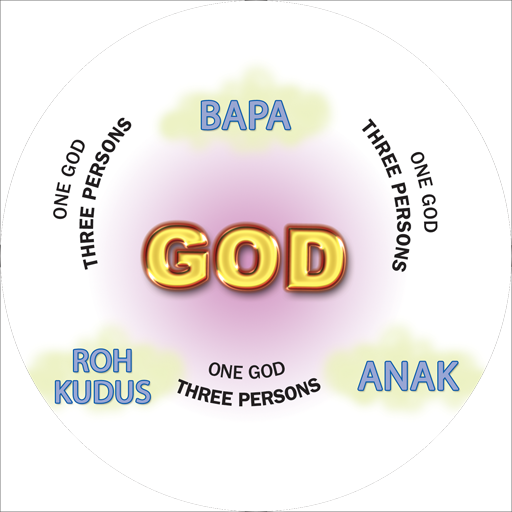 BAPA
ONE GOD
THREE PERSONS
ONE GOD
THREE PERSONS
GOD
ROH
KUDUS
ONE GOD
THREE PERSONS
ANAK